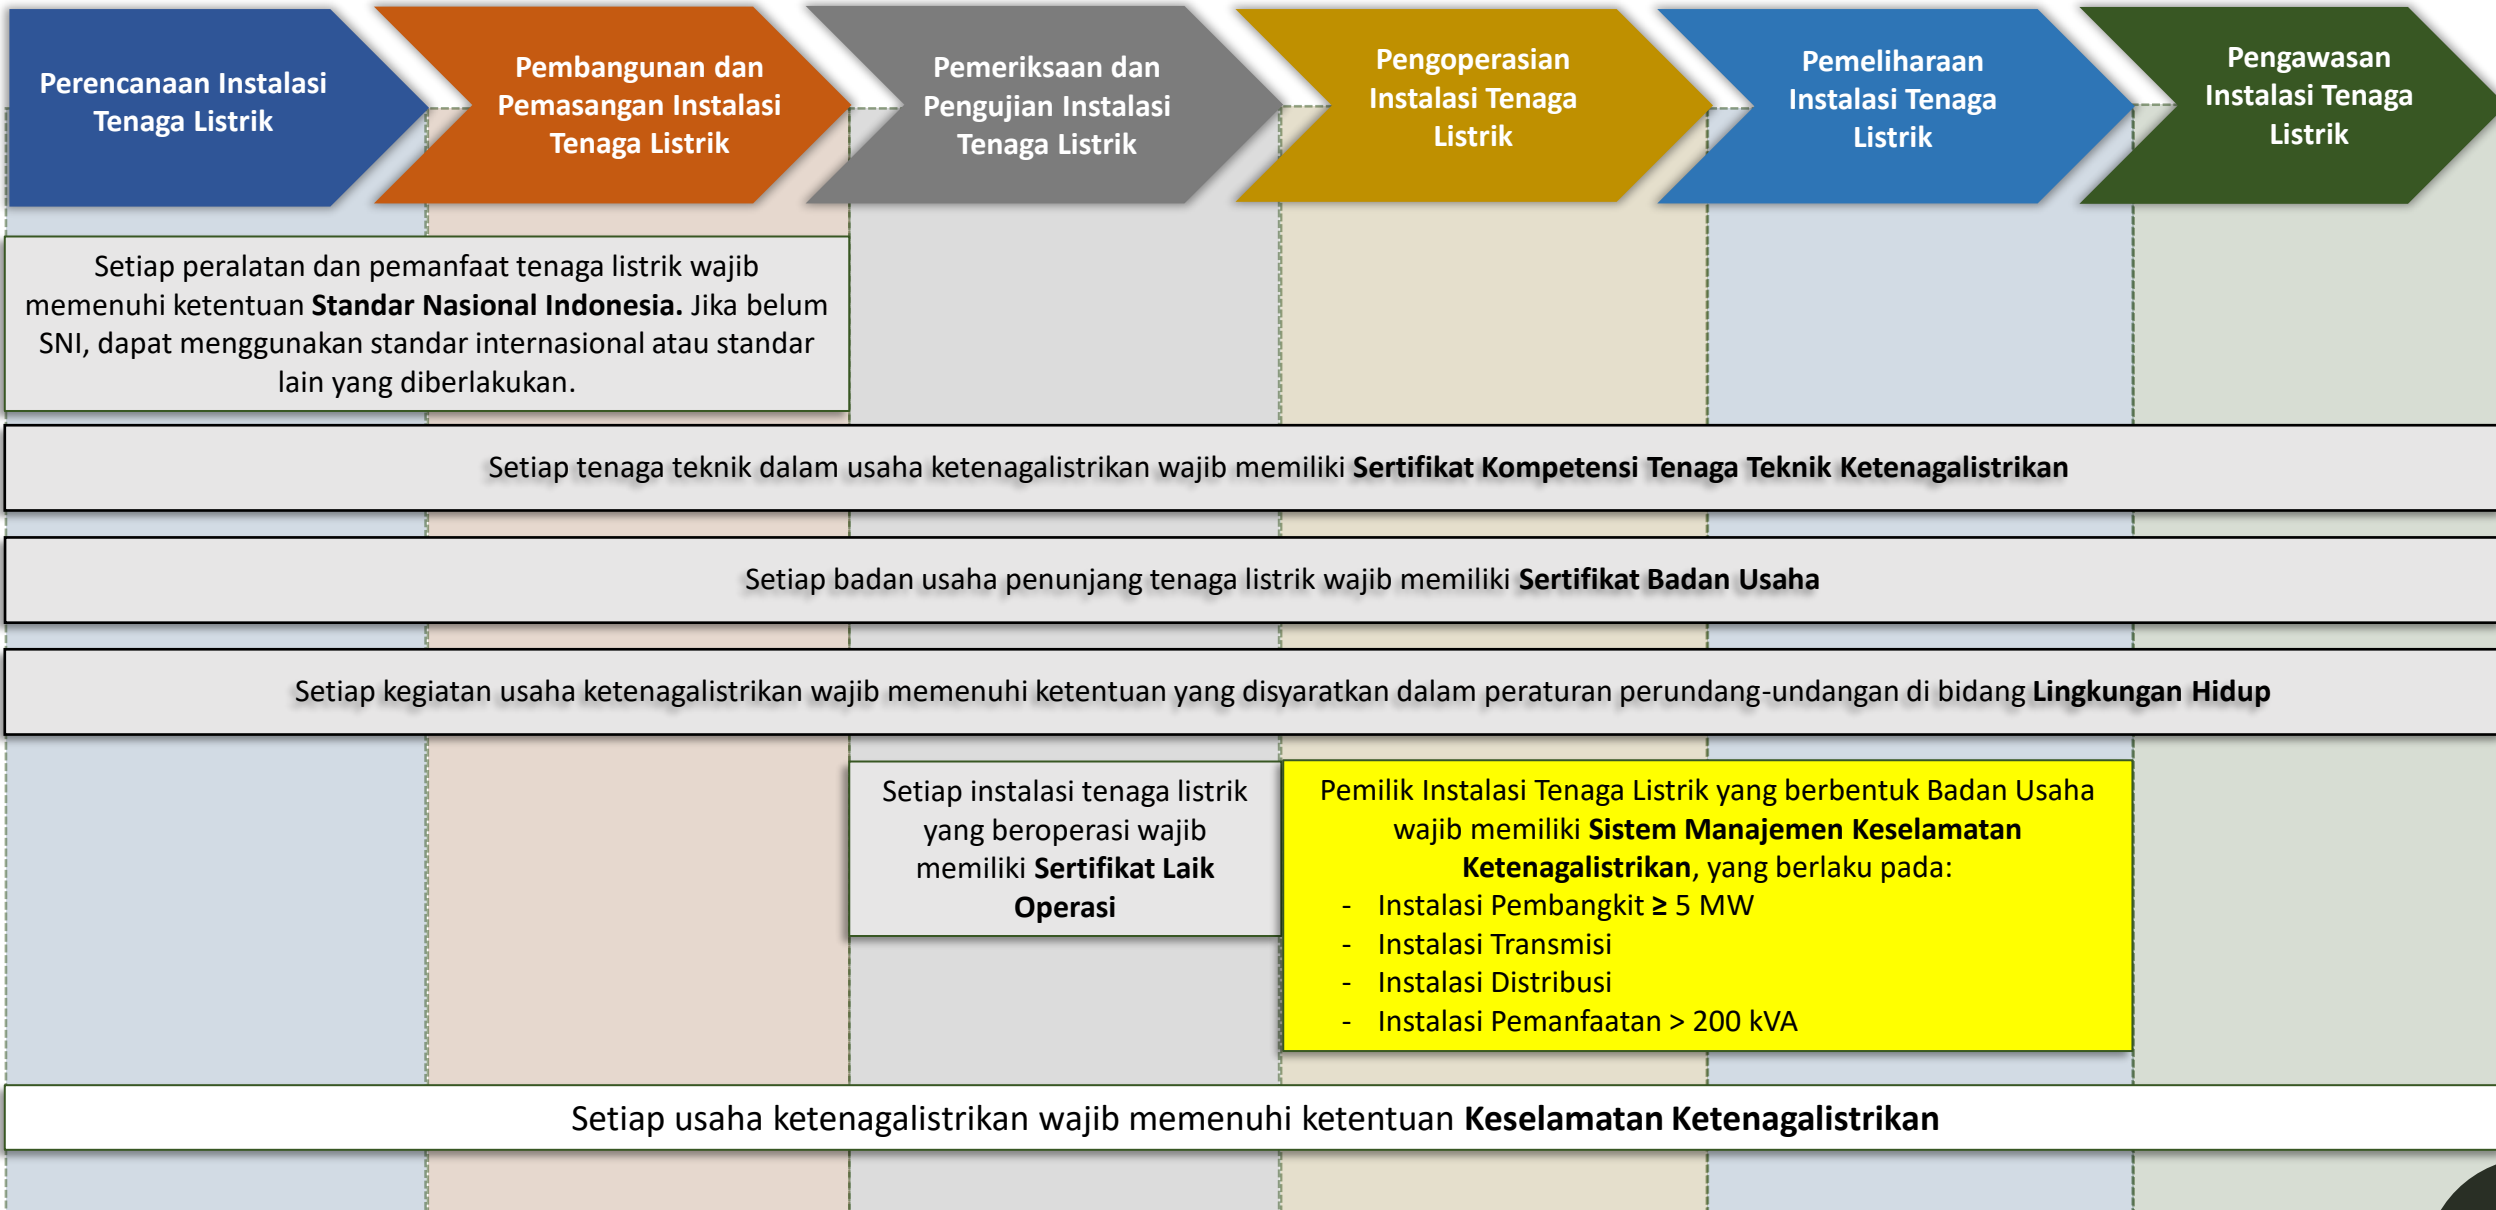 Perencanaan Instalasi
Tenaga Listrik
Pembangunan dan
Pemasangan Instalasi
Tenaga Listrik
Pemeriksaan dan
Pengujian Instalasi
Tenaga Listrik
Pengoperasian
Instalasi Tenaga
Listrik
Pemeliharaan
Instalasi Tenaga
Listrik
Pengawasan
Instalasi Tenaga
Listrik
Setiap peralatan dan pemanfaat tenaga listrik wajib
memenuhi ketentuan Standar Nasional Indonesia. Jika belum
SNI, dapat menggunakan standar internasional atau standar
lain yang diberlakukan.
Setiap tenaga teknik dalam usaha ketenagalistrikan wajib memiliki Sertifikat Kompetensi Tenaga Teknik Ketenagalistrikan
Setiap badan usaha penunjang tenaga listrik wajib memiliki Sertifikat Badan Usaha
Setiap kegiatan usaha ketenagalistrikan wajib memenuhi ketentuan yang disyaratkan dalam peraturan perundang-undangan di bidang Lingkungan Hidup
Setiap instalasi tenaga listrik
yang beroperasi wajib
memiliki Sertifikat Laik
Operasi
Pemilik Instalasi Tenaga Listrik yang berbentuk Badan Usaha
wajib memiliki Sistem Manajemen Keselamatan
Ketenagalistrikan, yang berlaku pada:
- Instalasi Pembangkit ≥ 5 MW
- Instalasi Transmisi
- Instalasi Distribusi
- Instalasi Pemanfaatan > 200 kVA
Setiap usaha ketenagalistrikan wajib memenuhi ketentuan Keselamatan Ketenagalistrikan